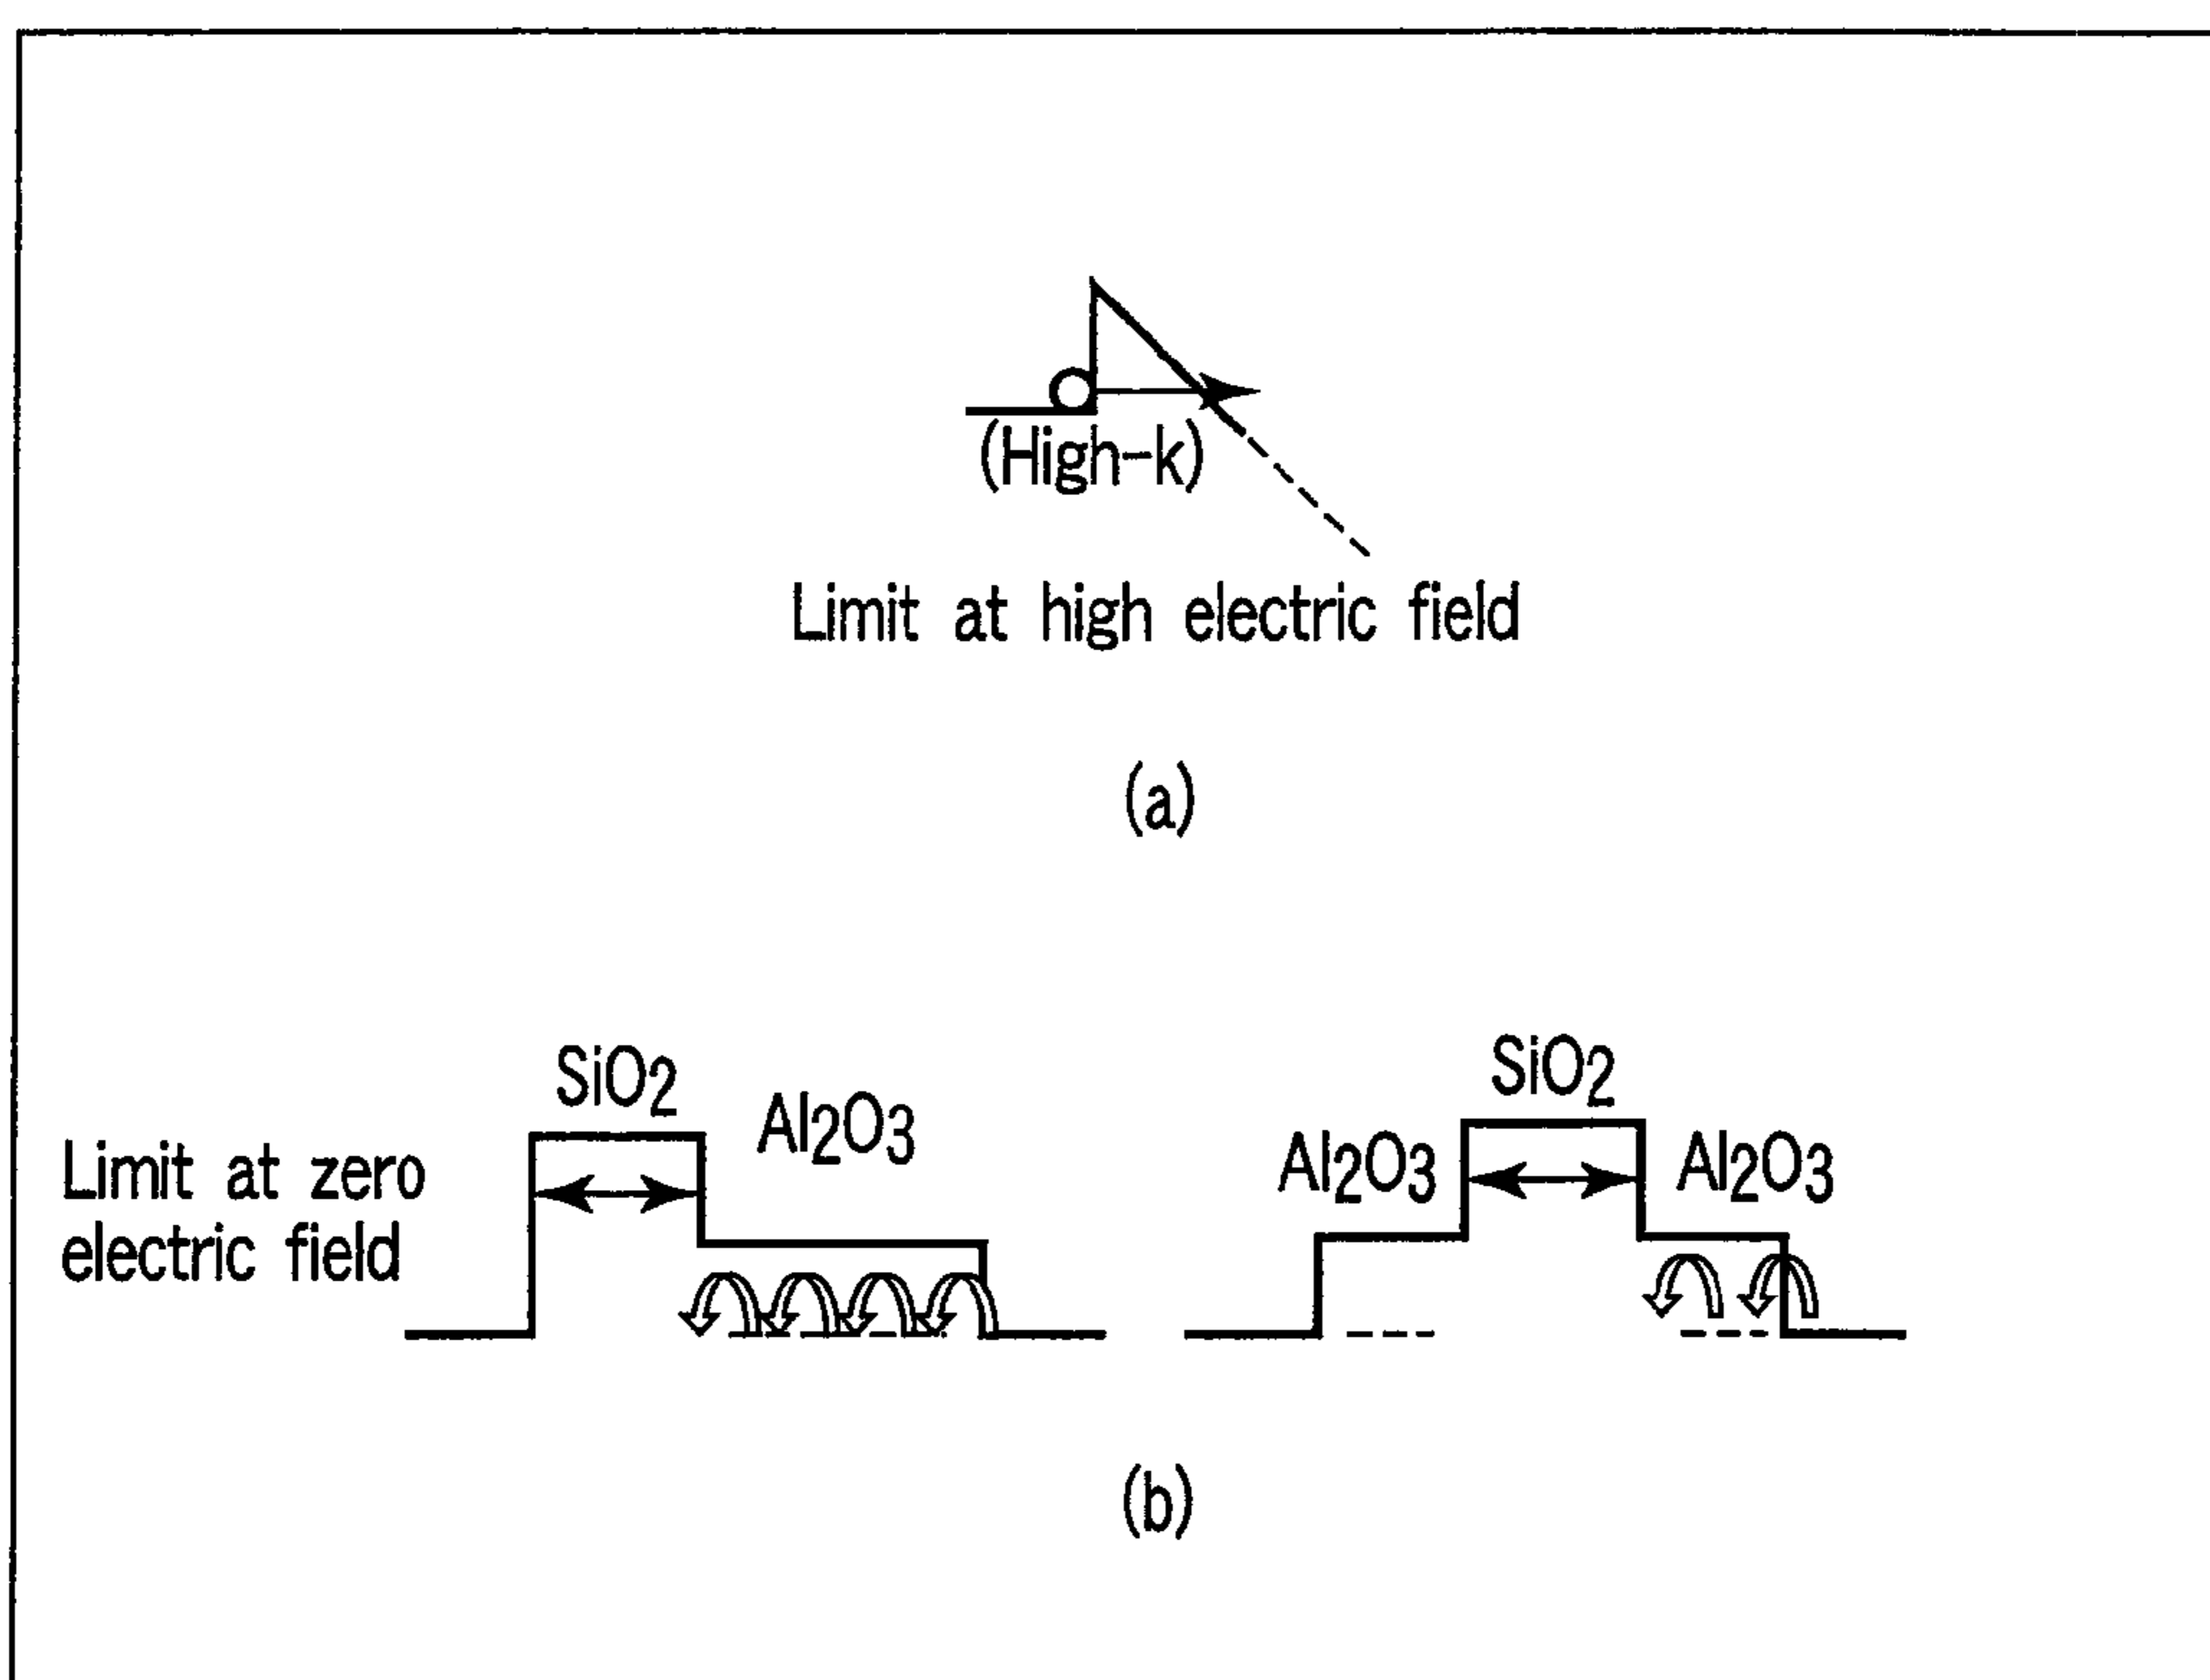 (High-k)
Limit at high electric field
(a)
SiO2
Al2O3
Limit at zero
electric field
SiO2
Al2O3
Al2O3
(b)